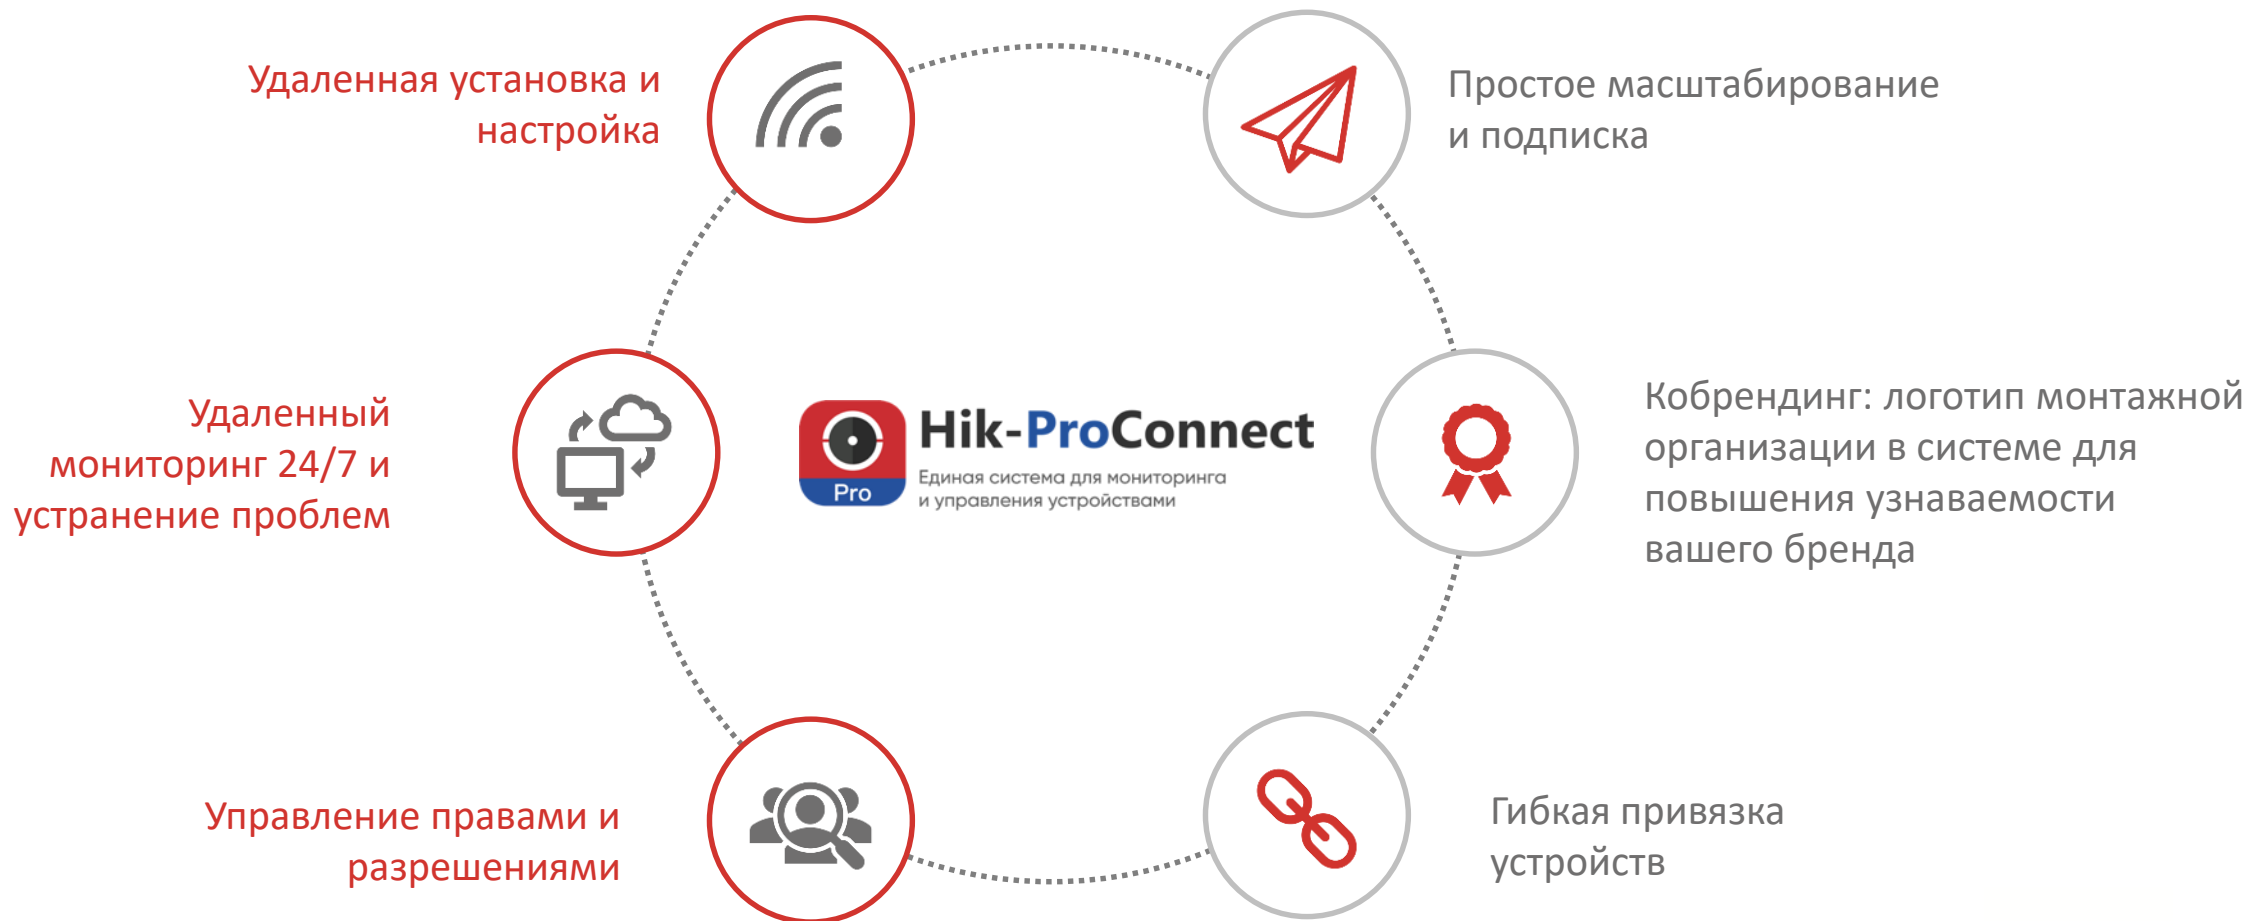 Удаленная установка и
настройка
Простое масштабирование
и подписка
Удаленный
мониторинг 24/7 и
устранение проблем
Pro
Hik-ProConnect
Единая система для мониторинга
и управления устройствами
Кобрендинг: логотип монтажной
организации в системе для
повышения узнаваемости
вашего бренда
Управление правами и
разрешениями
Гибкая привязка
устройств